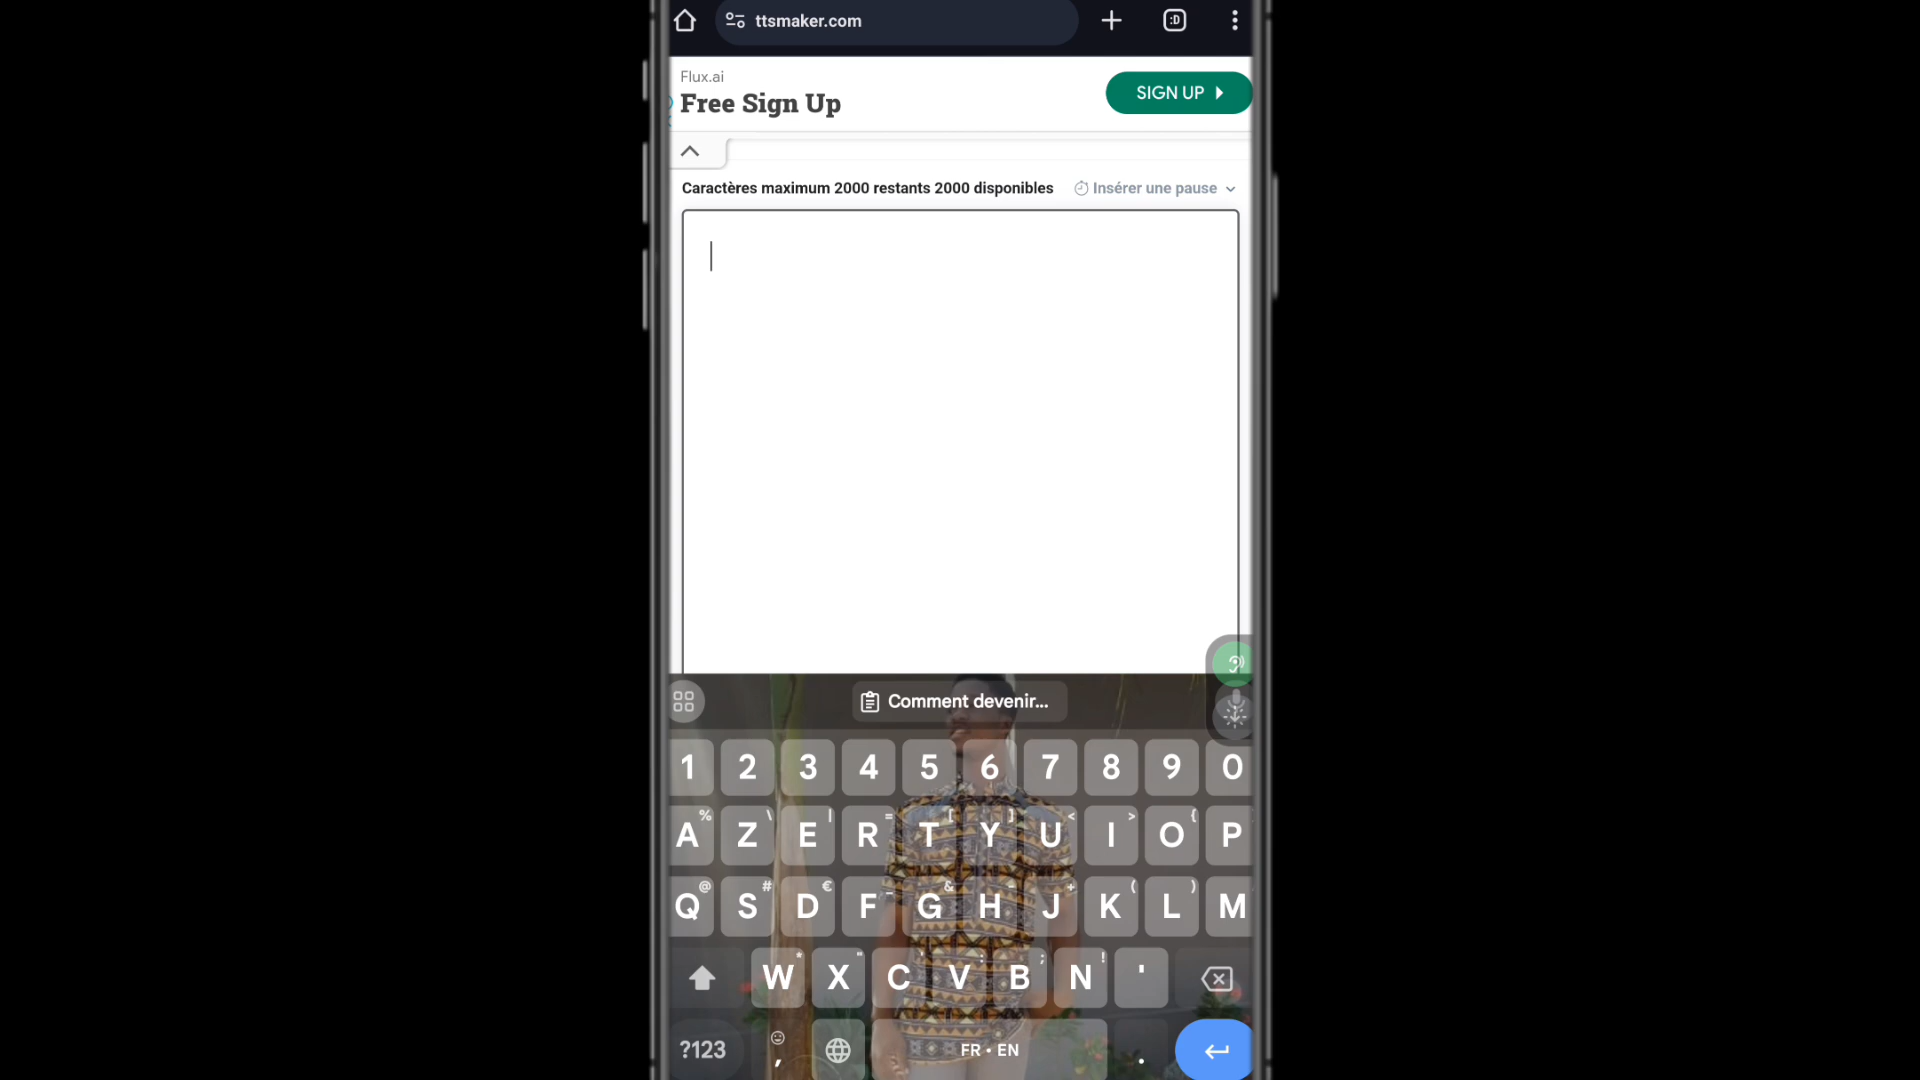 ttsmaker.com
:D
Flux.ai
Free Sign Up
SIGN UP
Caractères maximum 2000 restants 2000 disponibles
Insérer une pause
Comment devenir...
1 2 3 4 5 6 7 8 9 0
% \ | = [ ] < > {
A Z E R T Y U I O P
@ # € _ & - + ( )
Q S D F G H J K L M
* " ' : ; !
W X C V B N '
?123 , FR • EN .